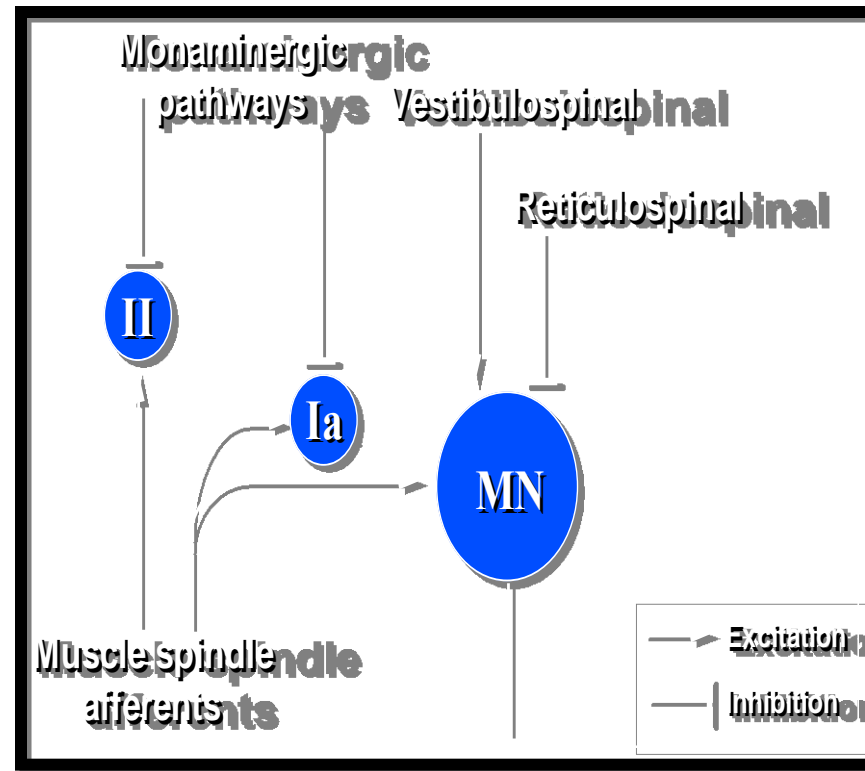 Monaminergic
pathways
Vestibulospinal
Reticulospinal
II
Ia
MN
Muscle spindle
afferents
Excitation
Inhibition